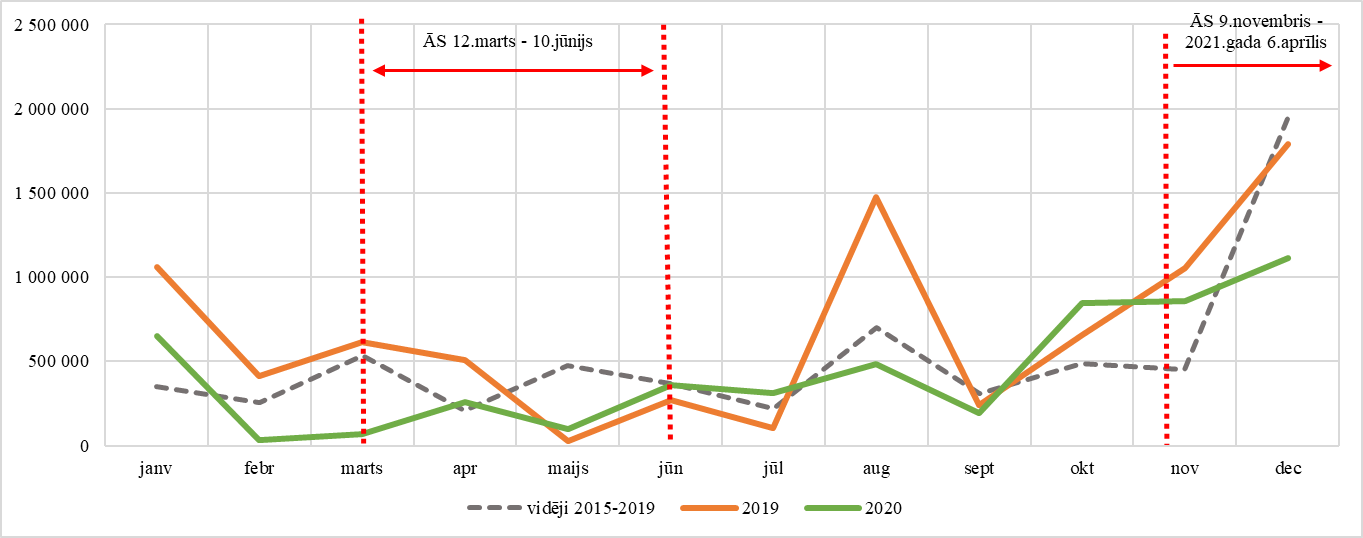 2 500 000
2 000 000
1 500 000
1 000 000
500 000
0
ĀS 12.marts - 10.jūnijs
ĀS 9.novembris -
2021.gada 6.aprīlis
janv febr marts apr maijs jūn jūl aug sept okt nov dec
vidēji 2015-2019 2019 2020